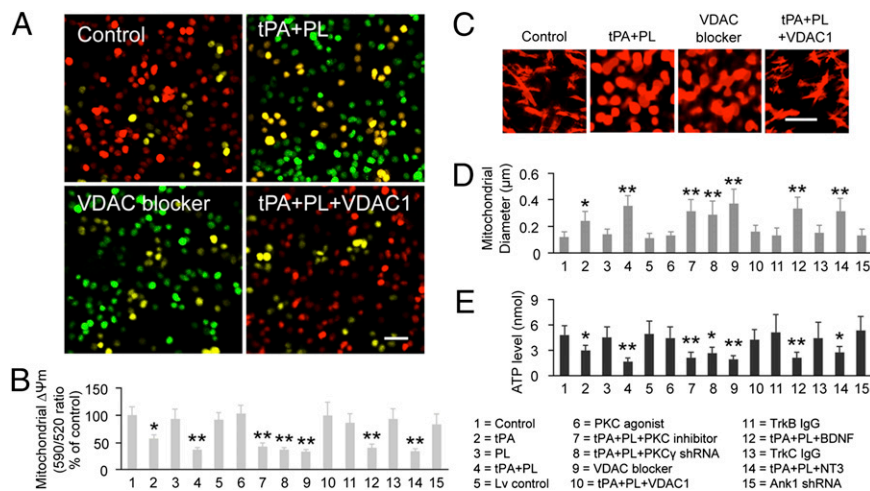 A
Control
tPA+PL
VDAC blocker
tPA+PL+VDAC1
B
Mitochondrial ΔΨm
(590/520 ratio
% of control)
150
100
50
0
* ** ** ** ** ** **
1 2 3 4 5 6 7 8 9 10 11 12 13 14 15
C
Control
tPA+PL
VDAC
blocker
tPA+PL
+VDAC1
D
Mitochondrial
Diameter (µm)
0.6
0.4
0.2
0
* ** ** ** ** ** **
1 2 3 4 5 6 7 8 9 10 11 12 13 14 15
E
ATP level (nmol)
9
6
3
0
* ** ** * ** ** *
1 2 3 4 5 6 7 8 9 10 11 12 13 14 15
1 = Control
2 = tPA
3 = PL
4 = tPA+PL
5 = Lv control
6 = PKC agonist
7 = tPA+PL+PKC inhibitor
8 = tPA+PL+PKCγ shRNA
9 = VDAC blocker
10 = tPA+PL+VDAC1
11 = TrkB IgG
12 = tPA+PL+BDNF
13 = TrkC IgG
14 = tPA+PL+NT3
15 = Ank1 shRNA